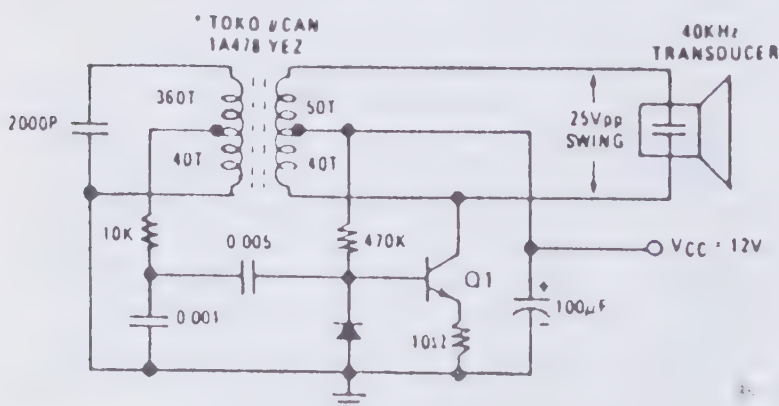 * TOKO µCAN
1A478 YEZ
40KHz
TRANSDUCER
360T
50T
2000P
25Vpp
SWING
40T
40T
10K
0.005
470K
VCC = 12V
Q1
0.001
100µF
10Ω